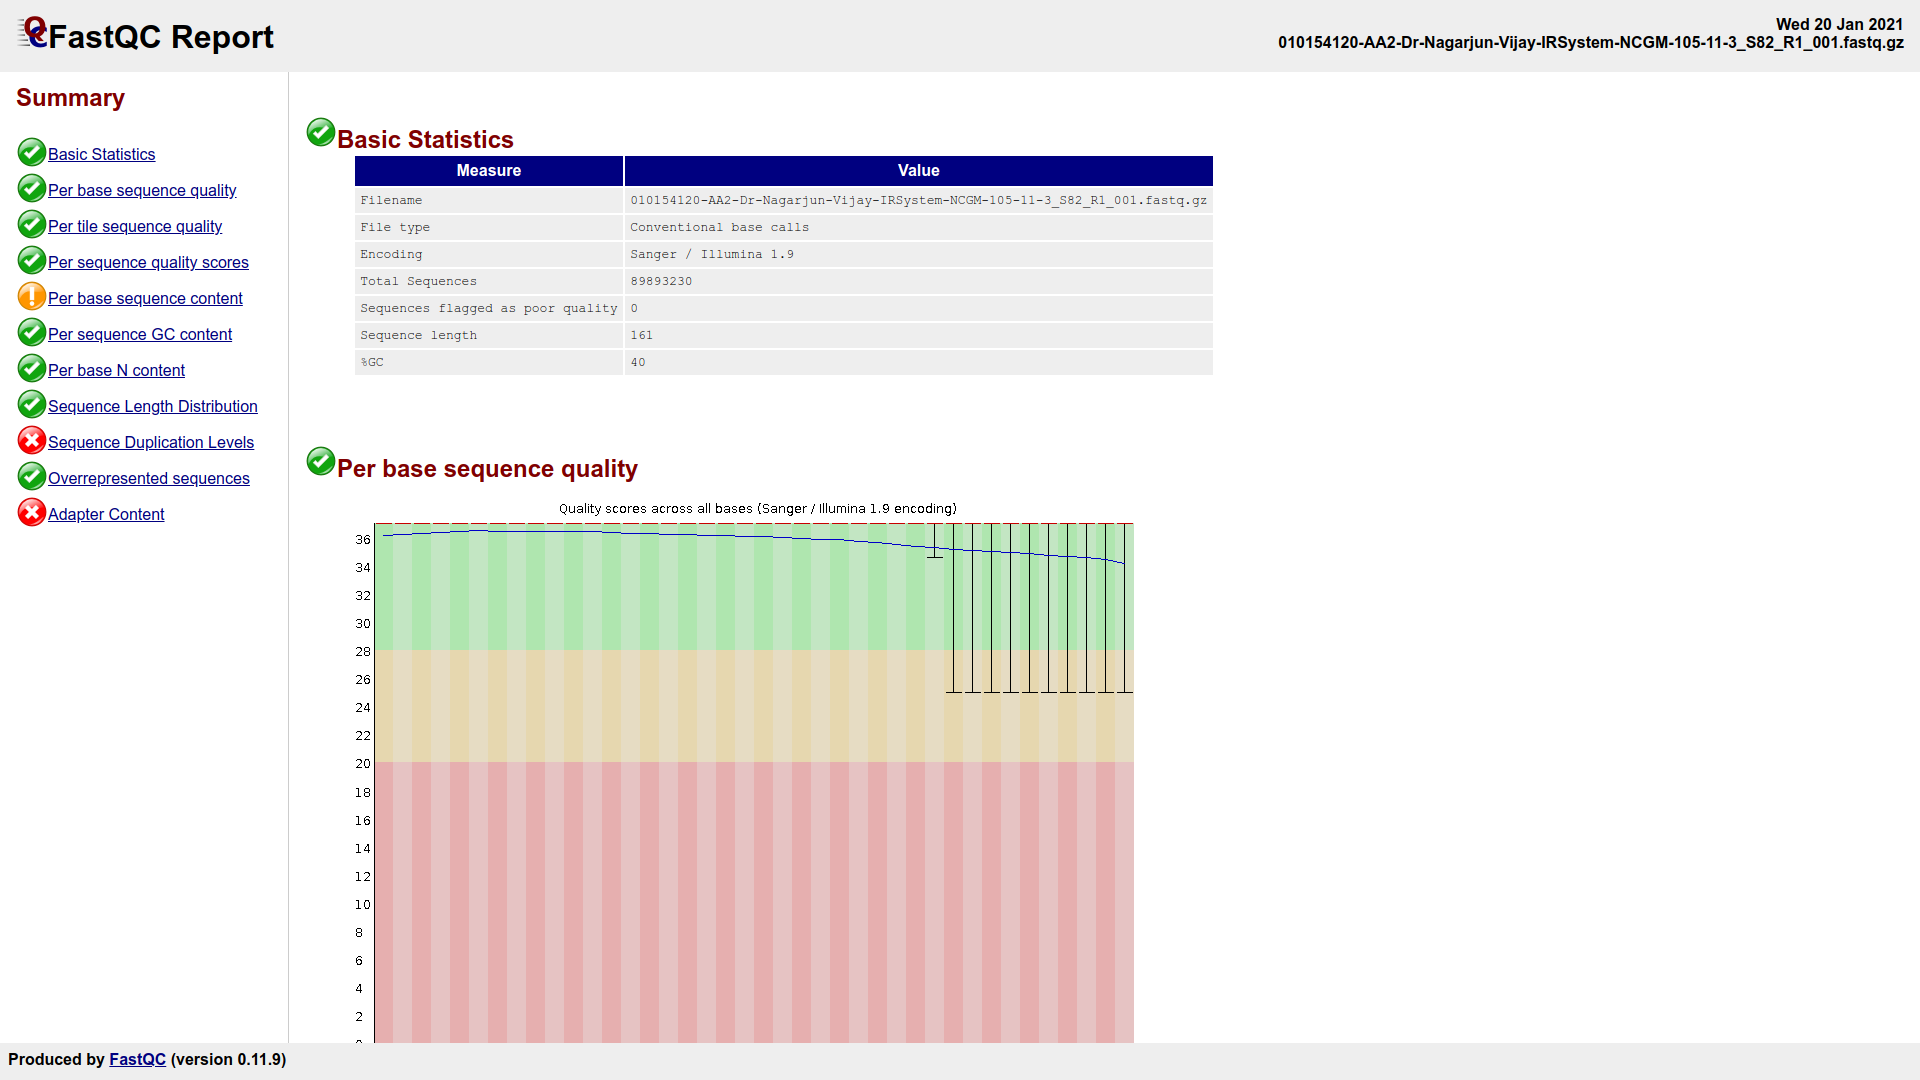 FastQC Report
Wed 20 Jan 2021
010154120-AA2-Dr-Nagarjun-Vijay-IRSystem-NCGM-105-11-3_S82_R1_001.fastq.gz
Summary
Basic Statistics
Per base sequence quality
Per tile sequence quality
Per sequence quality scores
Per base sequence content
Per sequence GC content
Per base N content
Sequence Length Distribution
Sequence Duplication Levels
Overrepresented sequences
Adapter Content
Basic Statistics
Measure Value
Filename 010154120-AA2-Dr-Nagarjun-Vijay-IRSystem-NCGM-105-11-3_S82_R1_001.fastq.gz
File type Conventional base calls
Encoding Sanger / Illumina 1.9
Total Sequences 89893230
Sequences flagged as poor quality 0
Sequence length 161
%GC 40
Per base sequence quality
Quality scores across all bases (Sanger / Illumina 1.9 encoding)
36
34
32
30
28
26
24
22
20
18
16
14
12
10
8
6
4
2
Produced by FastQC (version 0.11.9)